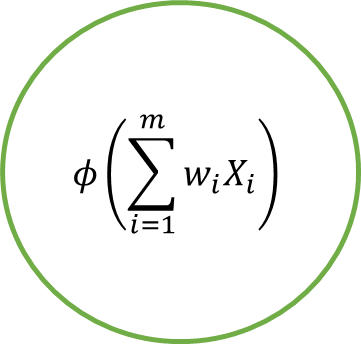 ϕ(∑_{i=1}^{m} w_i X_i)